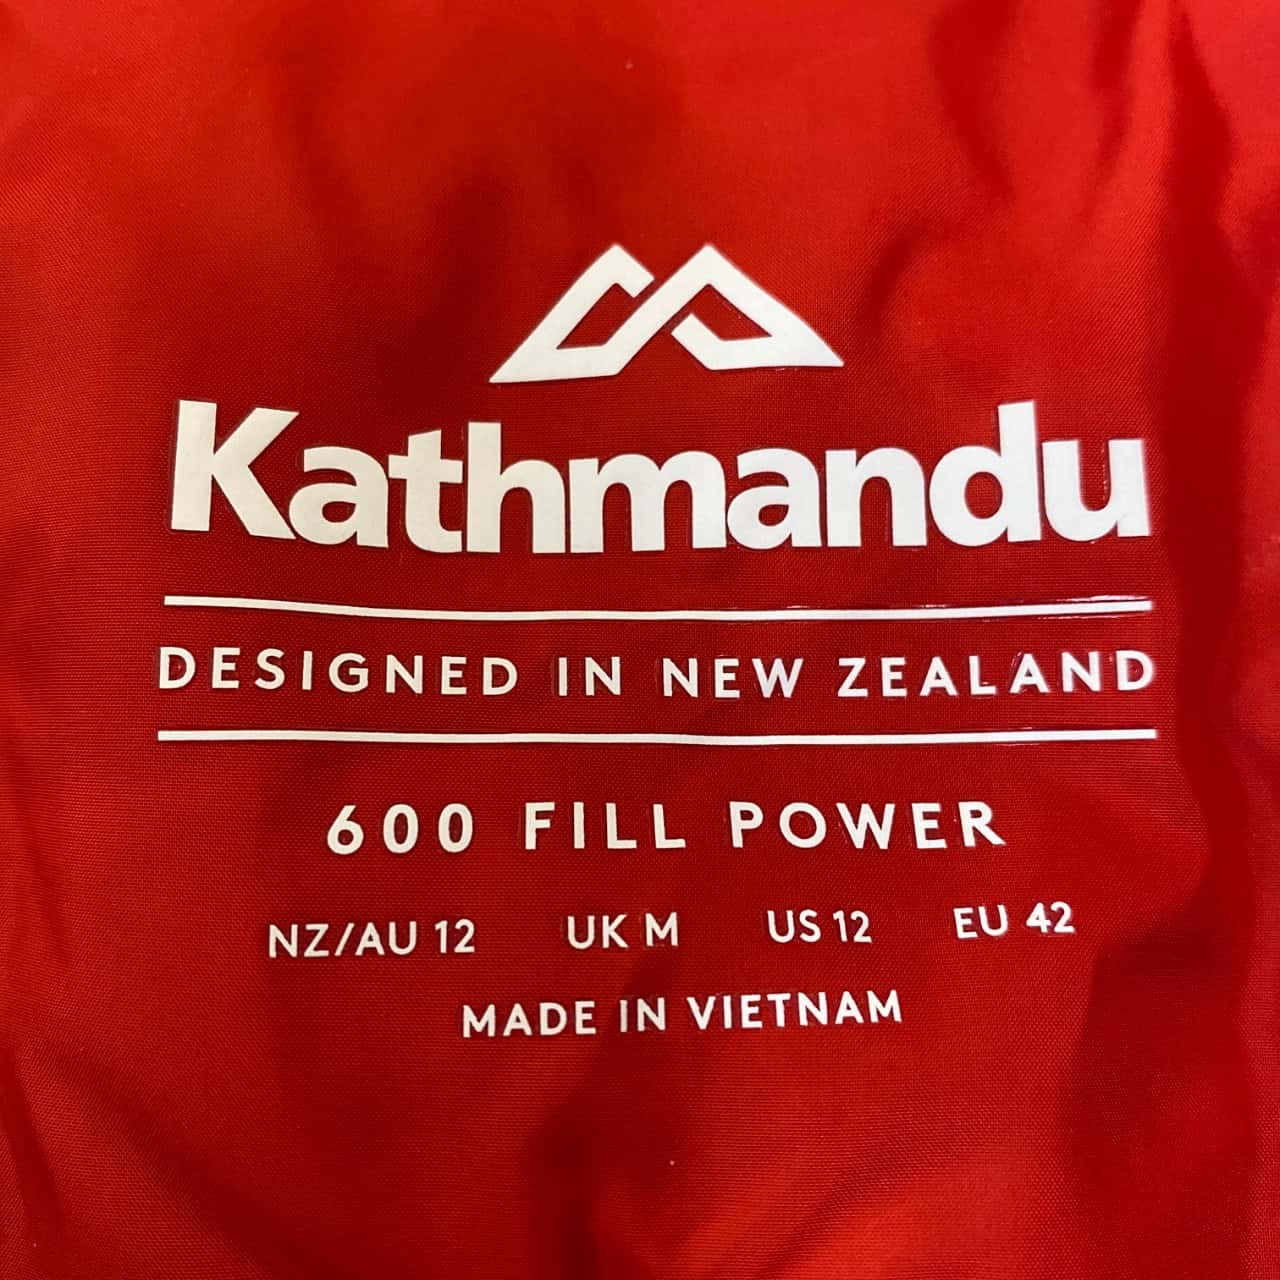 Kathmandu
DESIGNED IN NEW ZEALAND
600 FILL POWER
NZ/AU 12 UK M US 12 EU 42
MADE IN VIETNAM